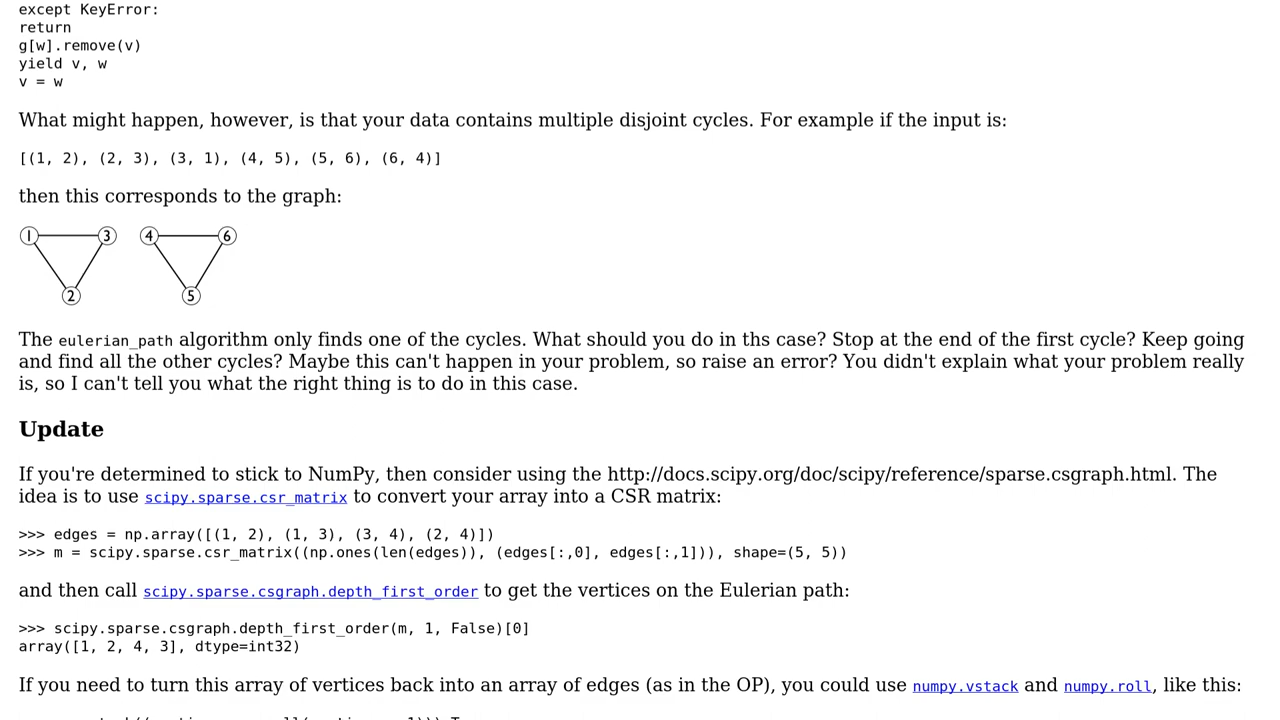 except KeyError:
return
g[w].remove(v)
yield v, w
v = w
What might happen, however, is that your data contains multiple disjoint cycles. For example if the input is:
[(1, 2), (2, 3), (3, 1), (4, 5), (5, 6), (6, 4)]
then this corresponds to the graph:
1 3 4 6
2 5
The eulerian_path algorithm only finds one of the cycles. What should you do in ths case? Stop at the end of the first cycle? Keep going
and find all the other cycles? Maybe this can't happen in your problem, so raise an error? You didn't explain what your problem really
is, so I can't tell you what the right thing is to do in this case.
Update
If you're determined to stick to NumPy, then consider using the http://docs.scipy.org/doc/scipy/reference/sparse.csgraph.html. The
idea is to use scipy.sparse.csr_matrix to convert your array into a CSR matrix:
>>> edges = np.array([(1, 2), (1, 3), (3, 4), (2, 4)])
>>> m = scipy.sparse.csr_matrix((np.ones(len(edges)), (edges[:,0], edges[:,1])), shape=(5, 5))
and then call scipy.sparse.csgraph.depth_first_order to get the vertices on the Eulerian path:
>>> scipy.sparse.csgraph.depth_first_order(m, 1, False)[0]
array([1, 2, 4, 3], dtype=int32)
If you need to turn this array of vertices back into an array of edges (as in the OP), you could use numpy.vstack and numpy.roll, like this: